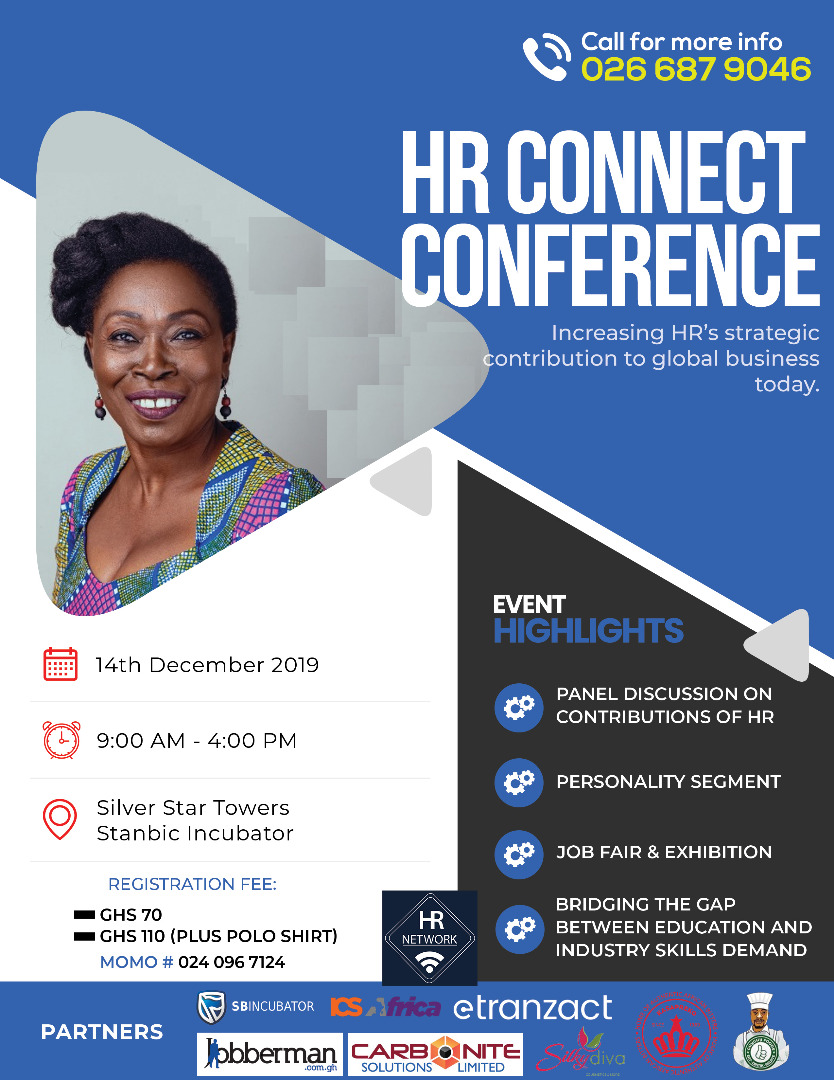 Call for more info
026 687 9046
HR CONNECT
CONFERENCE
Increasing HR's strategic
contribution to global business
today.
EVENT
HIGHLIGHTS
PANEL DISCUSSION ON
CONTRIBUTIONS OF HR
PERSONALITY SEGMENT
JOB FAIR & EXHIBITION
BRIDGING THE GAP
BETWEEN EDUCATION AND
INDUSTRY SKILLS DEMAND
14th December 2019
9:00 AM - 4:00 PM
Silver Star Towers
Stanbic Incubator
REGISTRATION FEE:
GHS 70
GHS 110 (PLUS POLO SHIRT)
MOMO # 024 096 7124
HR
NETWORK
PARTNERS
SBINCUBATOR
ICS Africa
etranzact
Jobberman
.com.gh
CARBONITE
SOLUTIONS LIMITED
diva